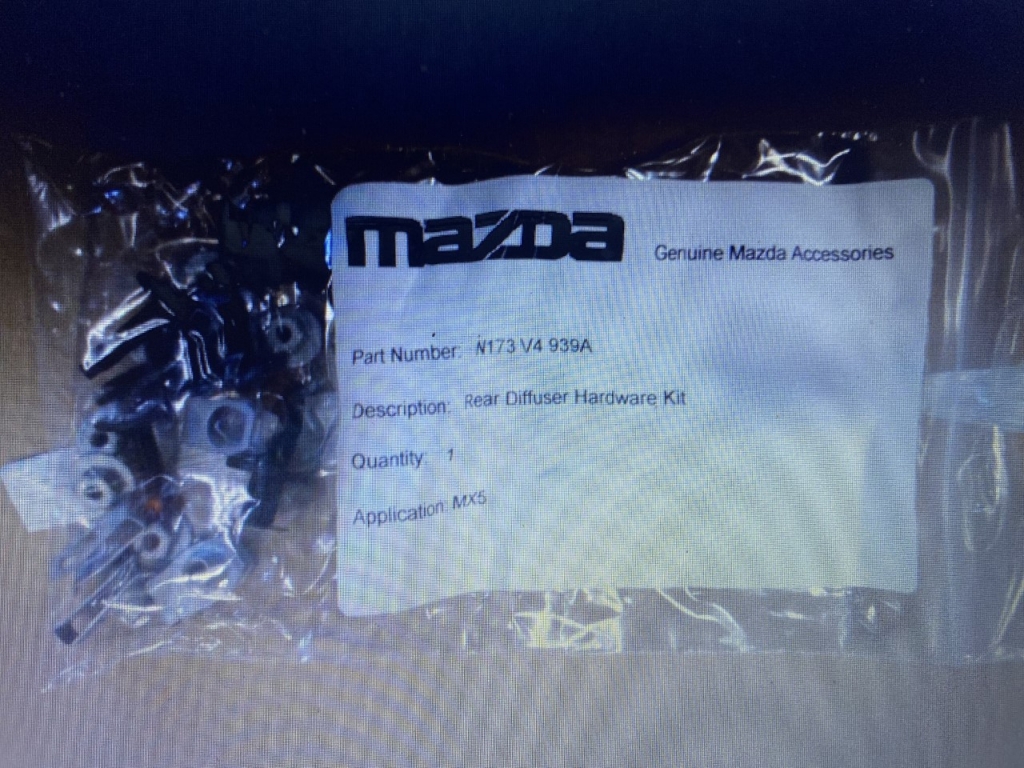 mazda
Genuine Mazda Accessories
Part Number: N173 V4 939A
Description: Rear Diffuser Hardware Kit
Quantity: 1
Application: MX5